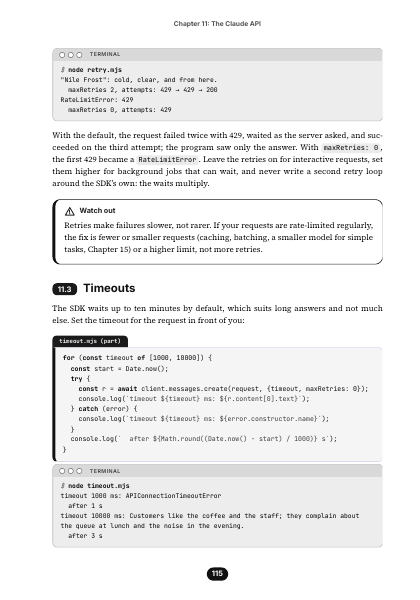 Chapter 11: The Claude API
TERMINAL
$ node retry.mjs
"Nile Frost": cold, clear, and from here.
maxRetries 2, attempts: 429 → 429 → 200
RateLimitError: 429
maxRetries 0, attempts: 429
With the default, the request failed twice with 429, waited as the server asked, and suc-
ceeded on the third attempt; the program saw only the answer. With maxRetries: 0,
the first 429 became a RateLimitError. Leave the retries on for interactive requests, set
them higher for background jobs that can wait, and never write a second retry loop
around the SDK's own: the waits multiply.
Watch out
Retries make failures slower, not rarer. If your requests are rate-limited regularly,
the fix is fewer or smaller requests (caching, batching, a smaller model for simple
tasks, Chapter 15) or a higher limit, not more retries.
11.3 Timeouts
The SDK waits up to ten minutes by default, which suits long answers and not much
else. Set the timeout for the request in front of you:
timeout.mjs (part)
for (const timeout of [1000, 10000]) {
const start = Date.now();
try {
const r = await client.messages.create(request, {timeout, maxRetries: 0});
console.log(`timeout ${timeout} ms: ${r.content[0].text}`);
} catch (error) {
console.log(`timeout ${timeout} ms: ${error.constructor.name}`);
}
console.log(`  after ${Math.round((Date.now() - start) / 1000)} s`);
}
TERMINAL
$ node timeout.mjs
timeout 1000 ms: APIConnectionTimeoutError
after 1 s
timeout 10000 ms: Customers like the coffee and the staff; they complain about
the queue at lunch and the noise in the evening.
after 3 s
115